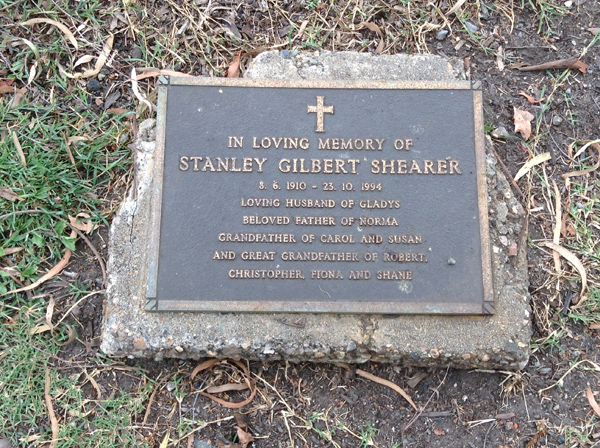 IN LOVING MEMORY OF
STANLEY GILBERT SHEARER
8. 6. 1910 - 23. 10. 1994
LOVING HUSBAND OF GLADYS
BELOVED FATHER OF NORMA
GRANDFATHER OF CAROL AND SUSAN
AND GREAT GRANDFATHER OF ROBERT,
CHRISTOPHER, FIONA AND SHANE